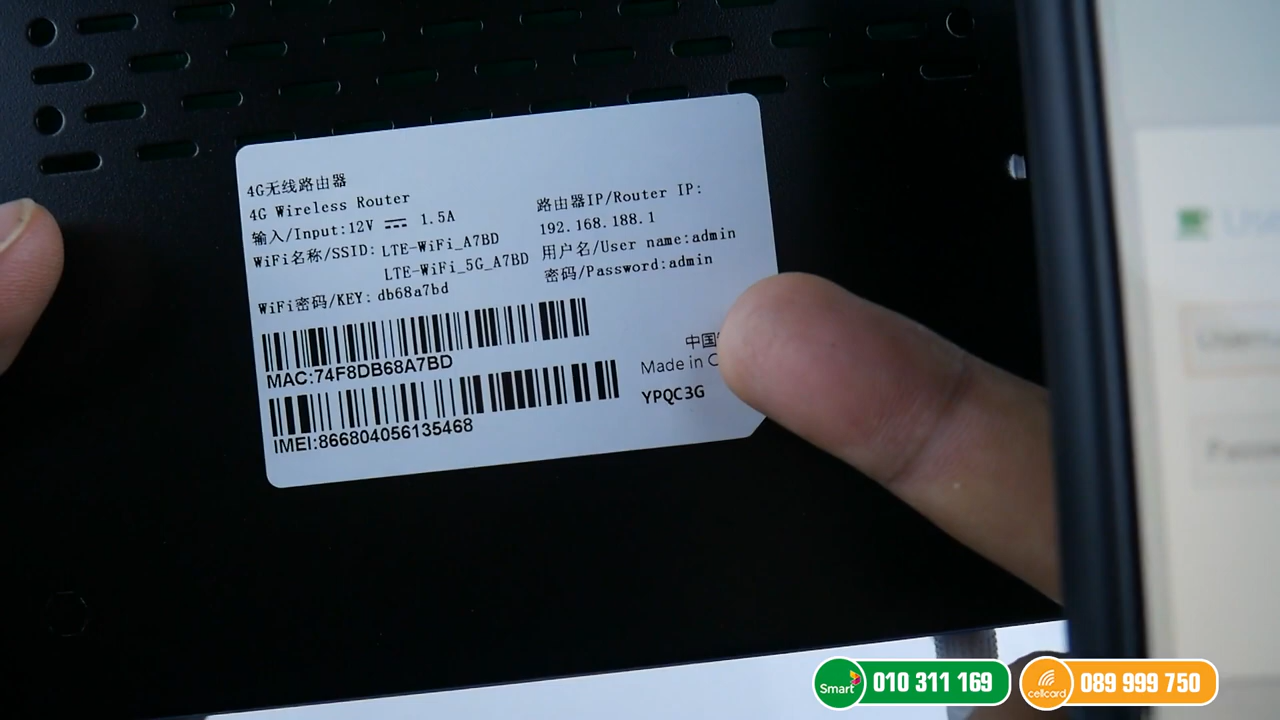 4G无线路由器
4G Wireless Router
输入/Input:12V 1.5A
WiFi名称/SSID: LTE-WiFi_A7BD
LTE-WiFi_5G_A7BD
WiFi密码/KEY: db68a7bd
路由器IP/Router IP:
192.168.188.1
用户名/User name:admin
密码/Password:admin
MAC:74F8DB68A7BD
IMEI:866804056135468
中国
Made in
YPQC3G
Smart 010 311 169
cellcard 089 999 750